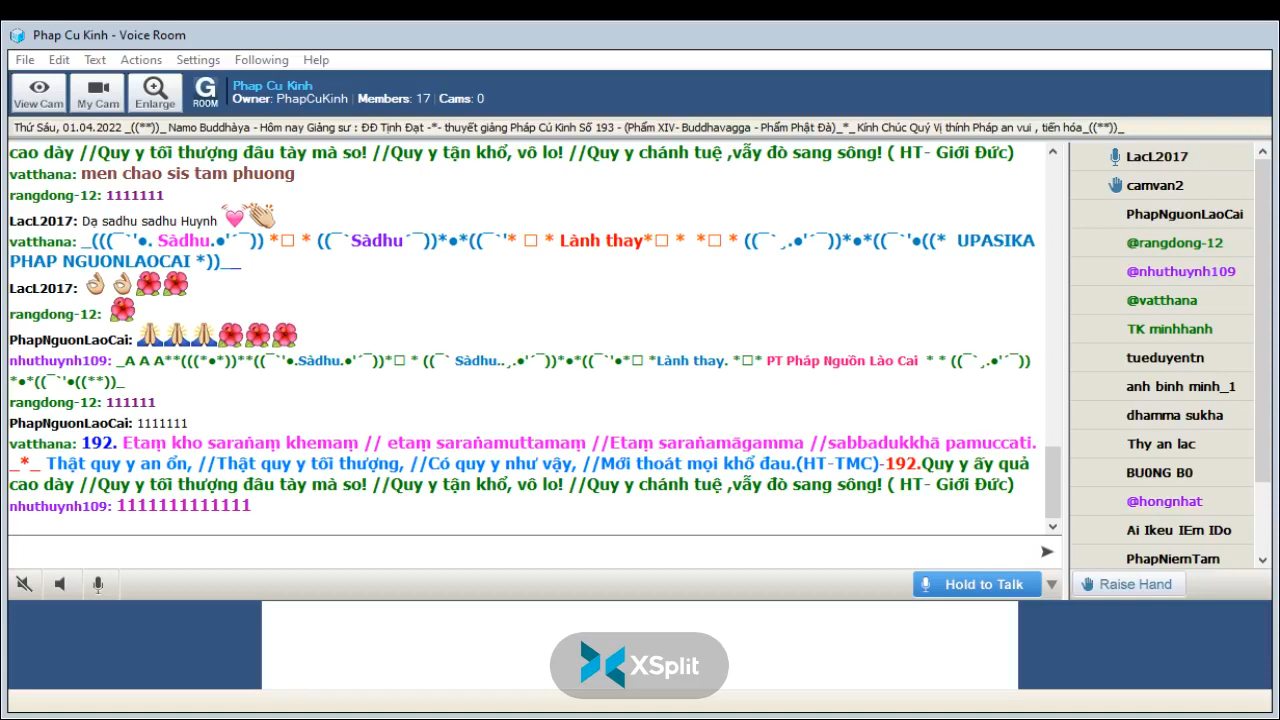 Phap Cu Kinh - Voice Room
File Edit Text Actions Settings Following Help
View Cam
My Cam
Enlarge
G
ROOM
Phap Cu Kinh
Owner: PhapCuKinh | Members: 17 | Cams: 0
Thứ Sáu, 01.04.2022 _((**))_ Namo Buddhàya - Hôm nay Giảng sư : ĐĐ Tịnh Đạt -*- thuyết giảng Pháp Cú Kinh Số 193 - (Phẩm XIV- Buddhavagga - Phẩm Phật Đà)_*_ Kính Chúc Quý Vị thính Pháp an vui , tiến hóa_((**))_
cao dày //Quy y tối thượng đâu tày mà so! //Quy y tận khổ, vô lo! //Quy y chánh tuệ ,vẫy đò sang sông! ( HT- Giới Đức)
vatthana: men chao sis tam phuong
rangdong-12: 1111111
LacL2017: Dạ sadhu sadhu Huynh
vatthana: _(((¯`'●. Sàdhu.●'´¯)) *□ * ((¯`Sàdhu´¯))*●*((¯`'* □ * Lành thay*□ * *□ * ((¯`¸.●'´¯))*●*((¯`'●((* UPASIKA
PHAP NGUONLAOCAI *))__
LacL2017:
rangdong-12:
PhapNguonLaoCai:
nhuthuynh109: _A A A**(((*●*))**((¯`'●.Sàdhu.●'´¯))*□ * ((¯` Sàdhu..¸.●'´¯))*●*((¯`'●*□ *Lành thay. *□* PT Pháp Nguồn Lào Cai * * ((¯`¸.●'´¯))
*●*((¯`'●((**))_
rangdong-12: 111111
PhapNguonLaoCai: 1111111
vatthana: 192. Etaṃ kho saraṅaṃ khemaṃ // etaṃ saraṅamuttamaṃ //Etaṃ saraṅamāgamma //sabbadukkhā pamuccati.
_*_ Thật quy y an ổn, //Thật quy y tối thượng, //Có quy y như vậy, //Mới thoát mọi khổ đau.(HT-TMC)-192.Quy y ấy quả
cao dày //Quy y tối thượng đâu tày mà so! //Quy y tận khổ, vô lo! //Quy y chánh tuệ ,vẫy đò sang sông! ( HT- Giới Đức)
nhuthuynh109: 1111111111111
Hold to Talk
LacL2017
camvan2
PhapNguonLaoCai
@rangdong-12
@nhuthuynh109
@vatthana
TK minhhanh
tueduyentn
anh binh minh_1
dhamma sukha
Thy an lac
BU0NG B0
@hongnhat
Ai Ikeu IEm IDo
PhapNiemTam
Raise Hand
XSplit